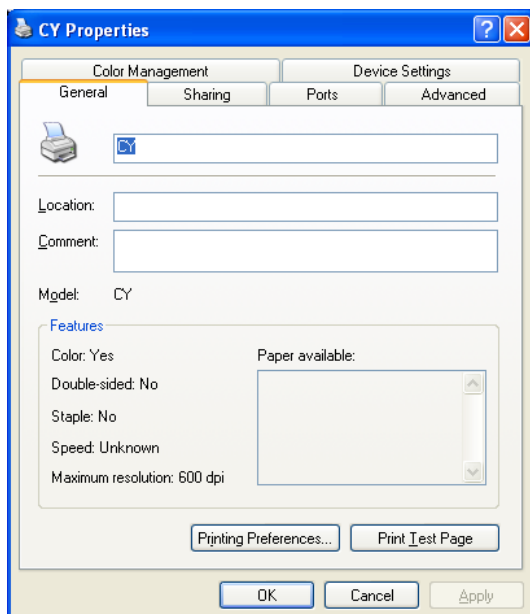 CY Properties
Color Management Device Settings
General Sharing Ports Advanced
CY
Location:
Comment:
Model: CY
Features
Color: Yes Paper available:
Double-sided: No
Staple: No
Speed: Unknown
Maximum resolution: 600 dpi
Printing Preferences... Print Test Page
OK Cancel Apply